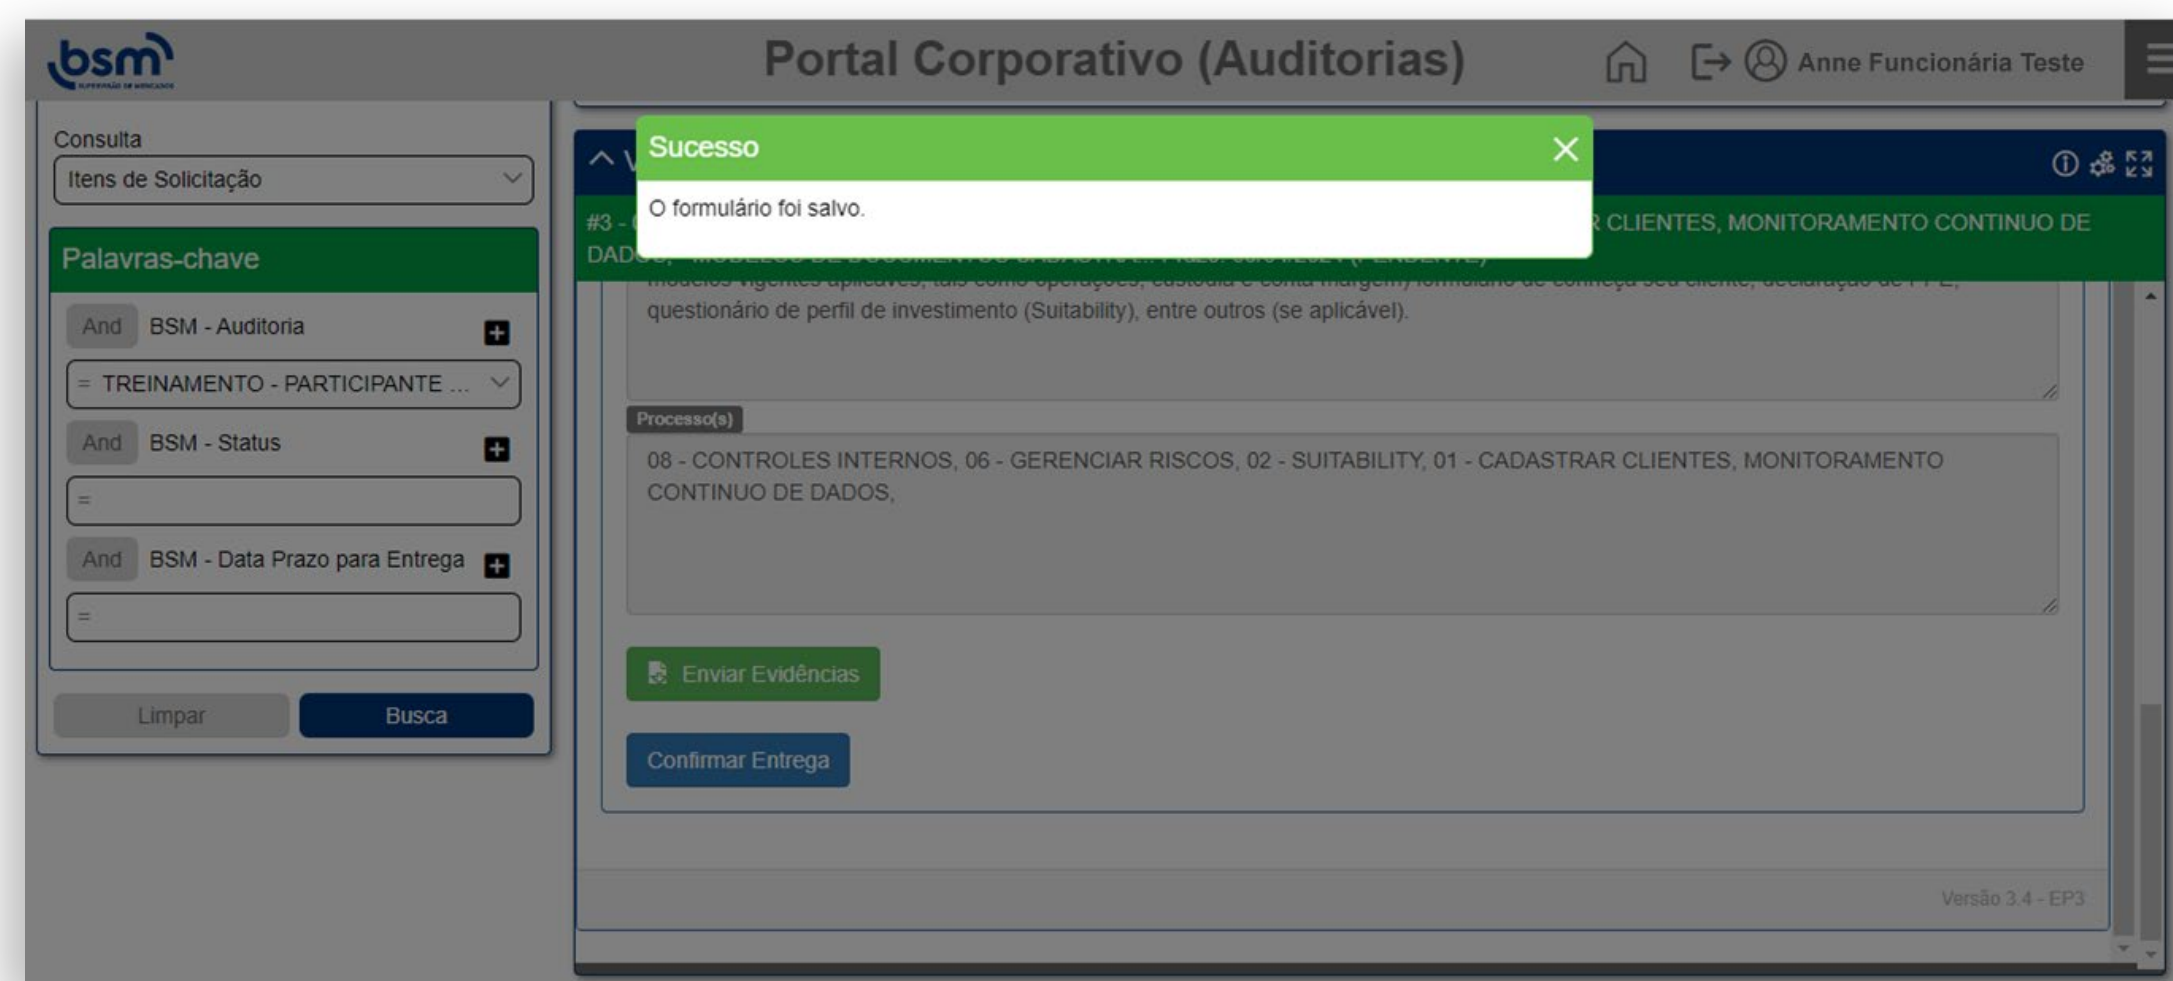 bsm
SUPERVISÃO DE MERCADOS
Portal Corporativo (Auditorias)
Anne Funcionária Teste
Consulta
Itens de Solicitação
Palavras-chave
And BSM - Auditoria
= TREINAMENTO - PARTICIPANTE ...
And BSM - Status
=
And BSM - Data Prazo para Entrega
=
Limpar Busca
Sucesso
O formulário foi salvo.
#3 - CLIENTES, MONITORAMENTO CONTINUO DE
questionário de perfil de investimento (Suitability), entre outros (se aplicável).
Processo(s)
08 - CONTROLES INTERNOS, 06 - GERENCIAR RISCOS, 02 - SUITABILITY, 01 - CADASTRAR CLIENTES, MONITORAMENTO
CONTINUO DE DADOS,
Enviar Evidências
Confirmar Entrega
Versão 3.4 - EP3